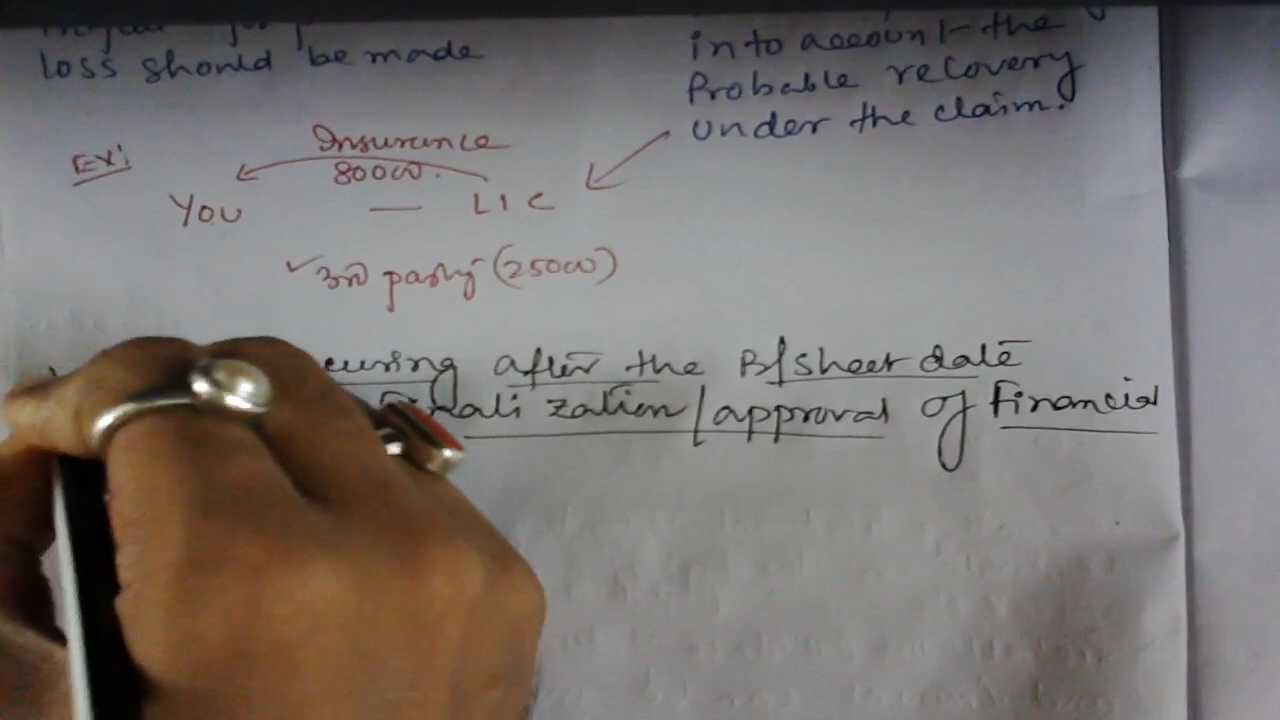 loss should be made
into account the
Probable recovery
under the claim.
Ex:
Insurance
80000.
You — LIC
✓ 3rd party (25000)
after the B/Sheet date
/approval of Financial